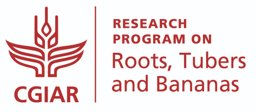 CGIAR
RESEARCH
PROGRAM ON
Roots, Tubers
and Bananas